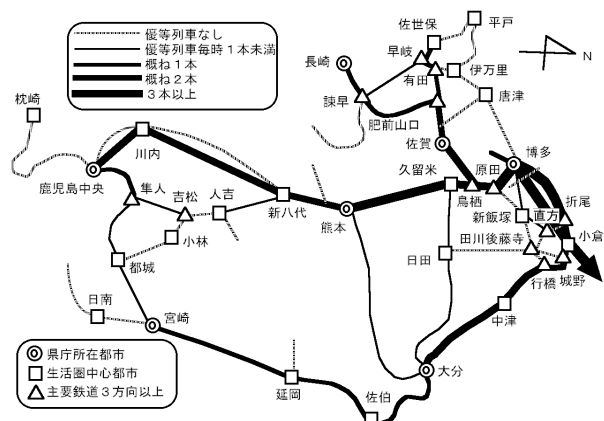 優等列車なし
優等列車毎時1本未満
概ね1本
概ね2本
3本以上
佐世保
平戸
早岐
長崎
有田
伊万里
N
諫早
唐津
枕崎
肥前山口
川内
佐賀
博多
久留米
原田
鹿児島中央
隼人
吉松
人吉
新八代
鳥栖
折尾
熊本
新飯塚
直方
小林
田川後藤寺
小倉
都城
日田
行橋
城野
日南
宮崎
中津
県庁所在都市
生活圏中心都市
主要鉄道3方向以上
大分
延岡
佐伯